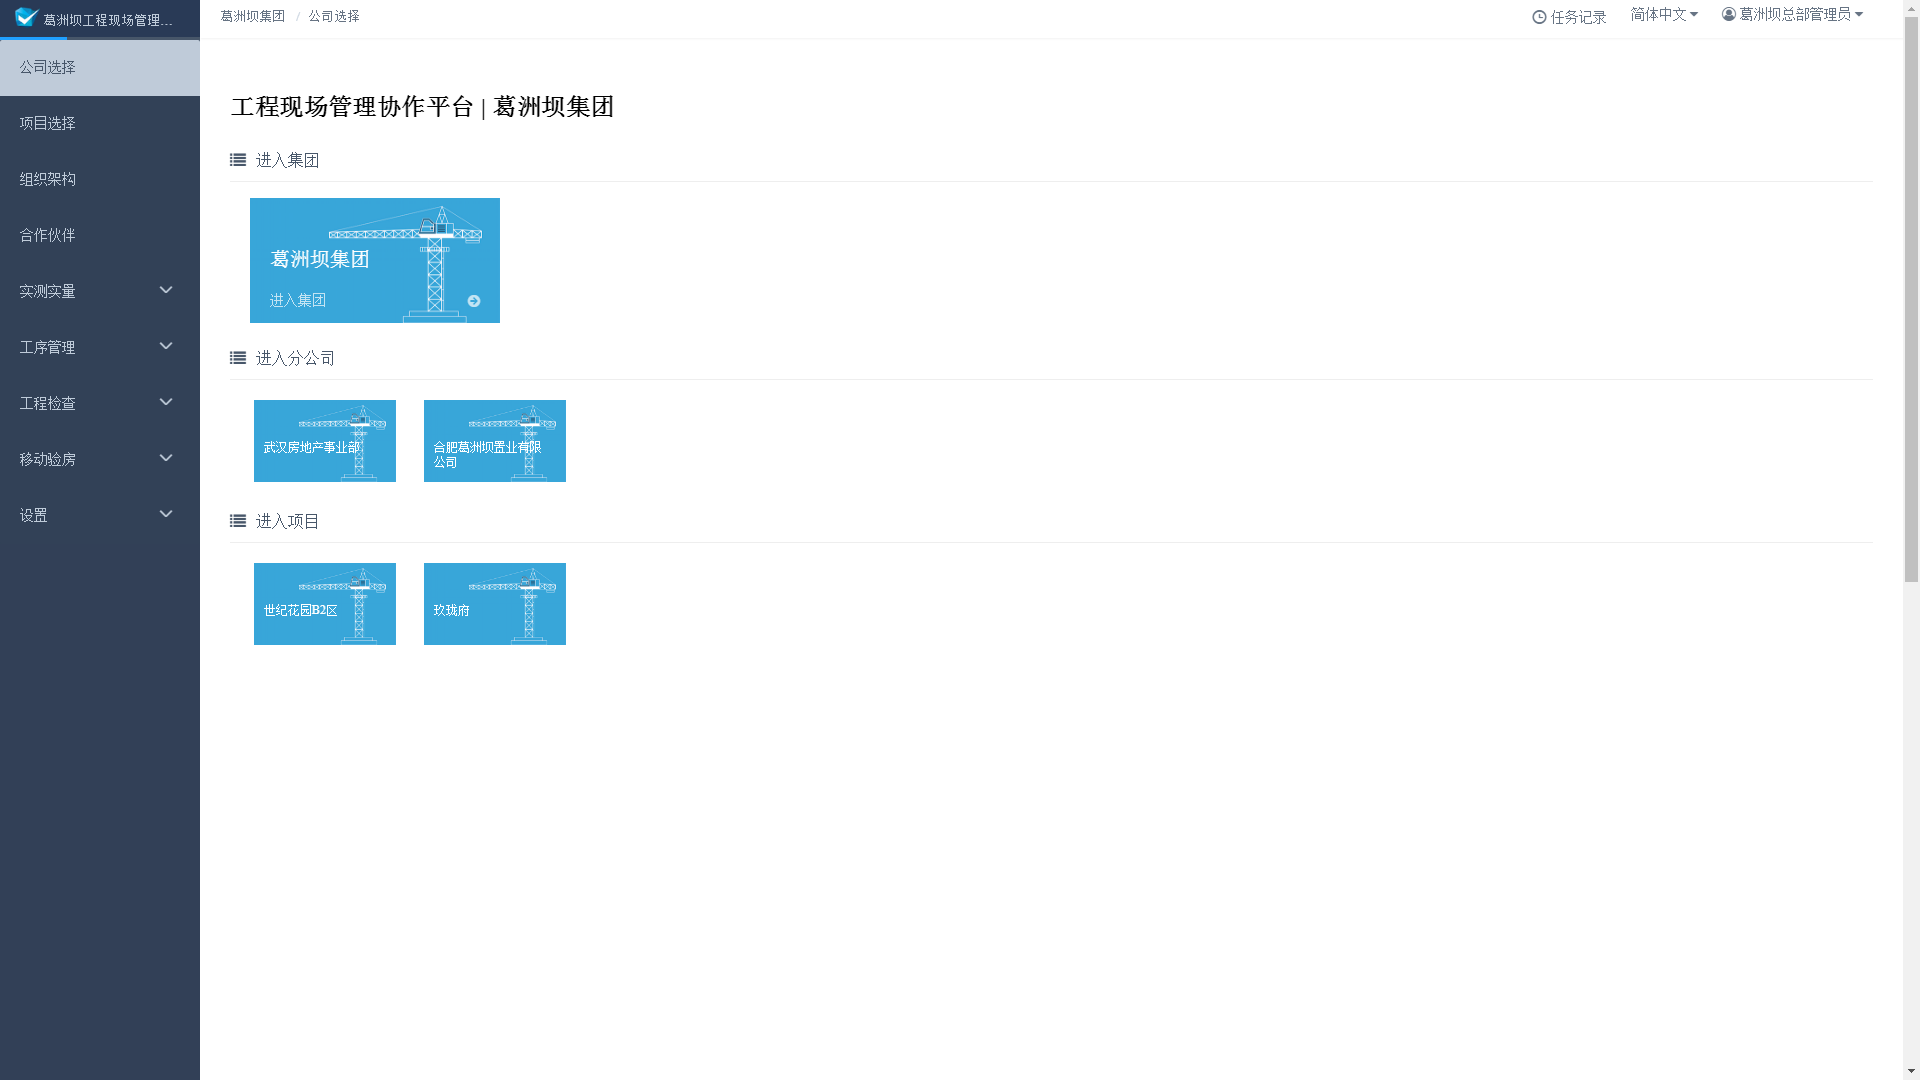 葛洲坝工程现场管理...
葛洲坝集团 / 公司选择
任务记录
简体中文
葛洲坝总部管理员
公司选择
项目选择
组织架构
合作伙伴
实测实量
工序管理
工程检查
移动验房
设置
工程现场管理协作平台 | 葛洲坝集团
进入集团
葛洲坝集团
进入集团
进入分公司
武汉房地产事业部
合肥葛洲坝置业有限
公司
进入项目
世纪花园B2区
玖珑府